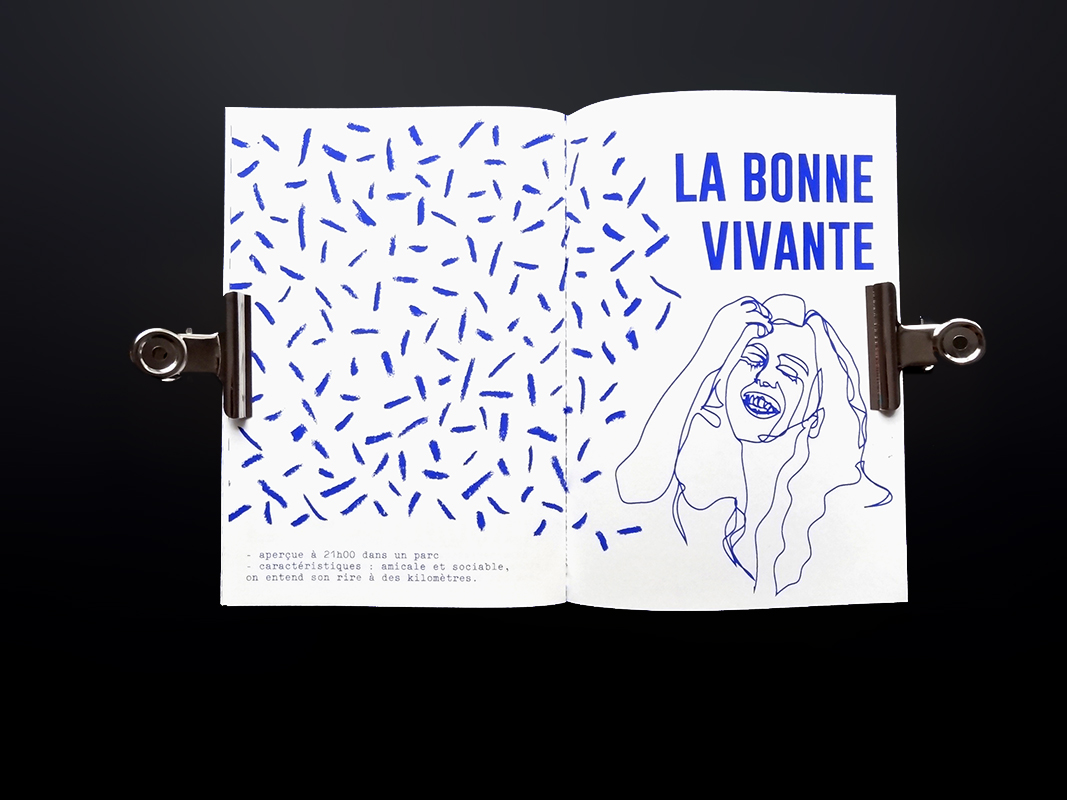 LA BONNE
VIVANTE
- aperçue à 21h00 dans un parc
- caractéristiques : amicale et sociable,
on entend son rire à des kilomètres.